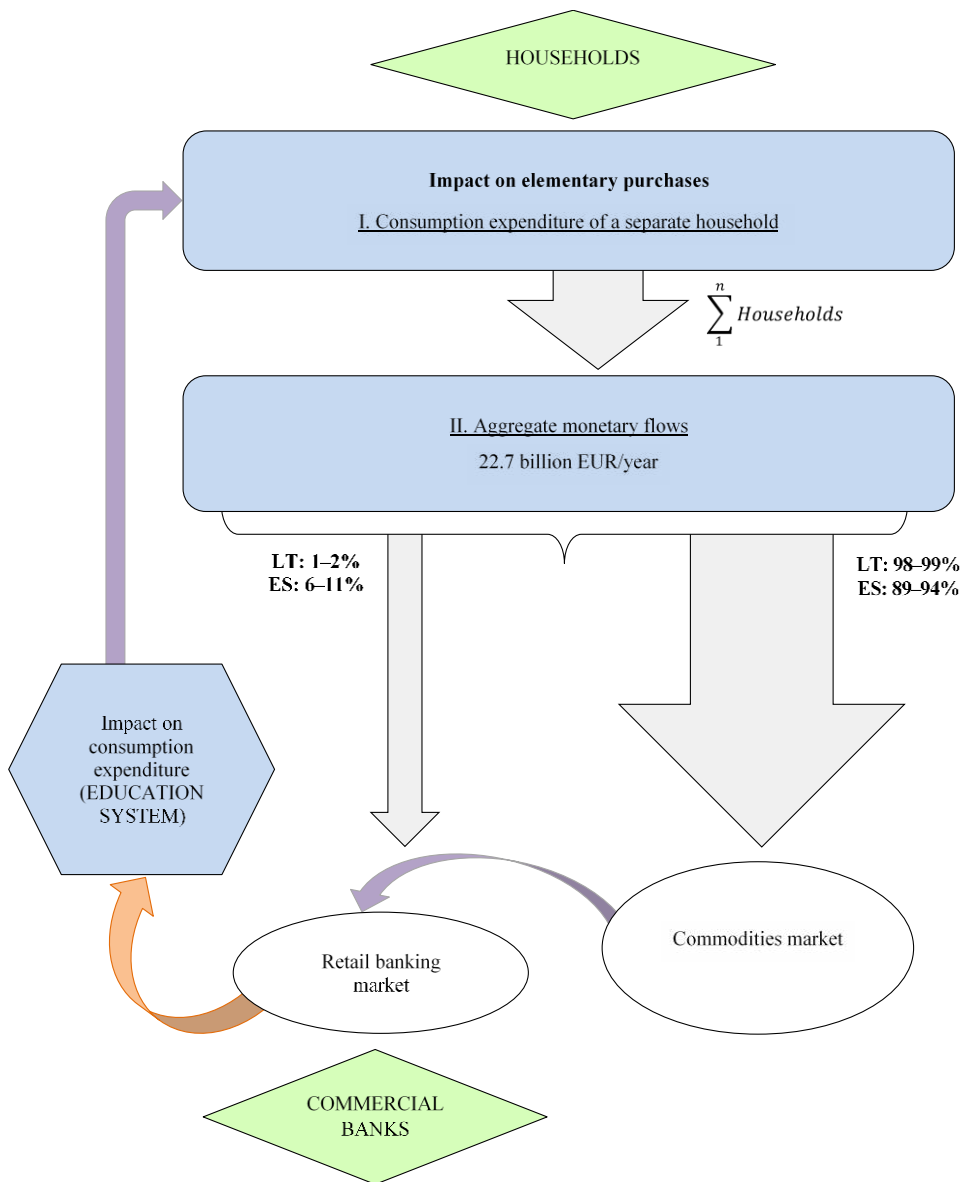 HOUSEHOLDS
Impact on elementary purchases
I. Consumption expenditure of a separate household
n
∑ Households
1
II. Aggregate monetary flows
22.7 billion EUR/year
LT: 1–2%
ES: 6–11%
LT: 98–99%
ES: 89–94%
Impact on
consumption
expenditure
(EDUCATION
SYSTEM)
Commodities market
Retail banking
market
COMMERCIAL
BANKS